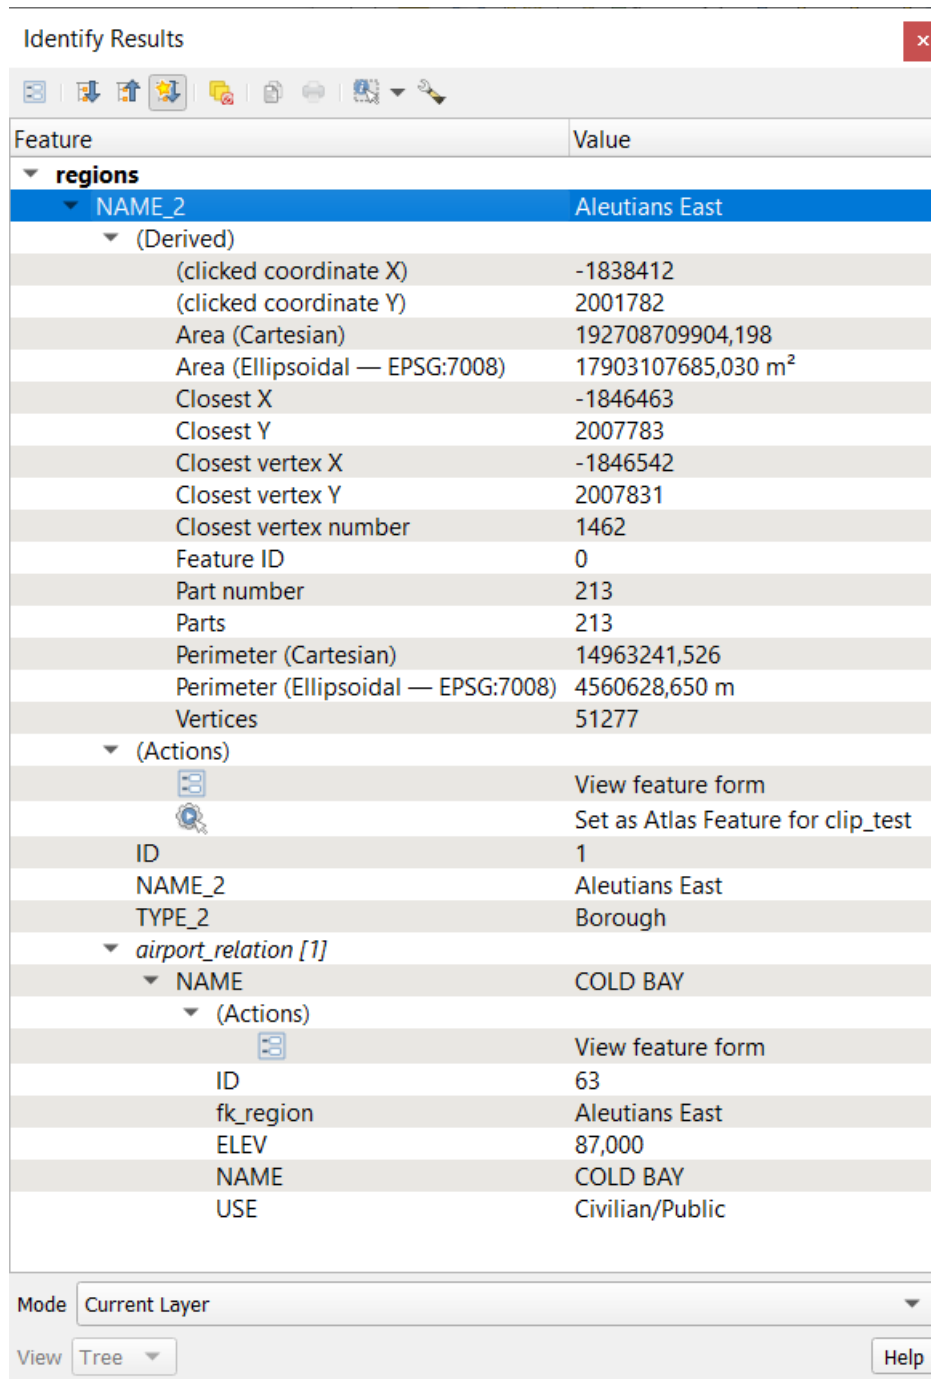 Identify Results
Feature Value
regions
NAME_2 Aleutians East
(Derived)
(clicked coordinate X) -1838412
(clicked coordinate Y) 2001782
Area (Cartesian) 192708709904,198
Area (Ellipsoidal — EPSG:7008) 17903107685,030 m²
Closest X -1846463
Closest Y 2007783
Closest vertex X -1846542
Closest vertex Y 2007831
Closest vertex number 1462
Feature ID 0
Part number 213
Parts 213
Perimeter (Cartesian) 14963241,526
Perimeter (Ellipsoidal — EPSG:7008) 4560628,650 m
Vertices 51277
(Actions)
View feature form
Set as Atlas Feature for clip_test
ID 1
NAME_2 Aleutians East
TYPE_2 Borough
airport_relation [1]
NAME COLD BAY
(Actions)
View feature form
ID 63
fk_region Aleutians East
ELEV 87,000
NAME COLD BAY
USE Civilian/Public
Mode Current Layer
View Tree Help